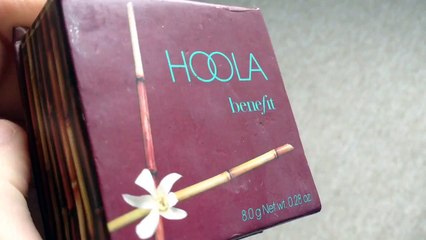 HOOLA
benefit
8.0 g Net wt. 0.28 oz.